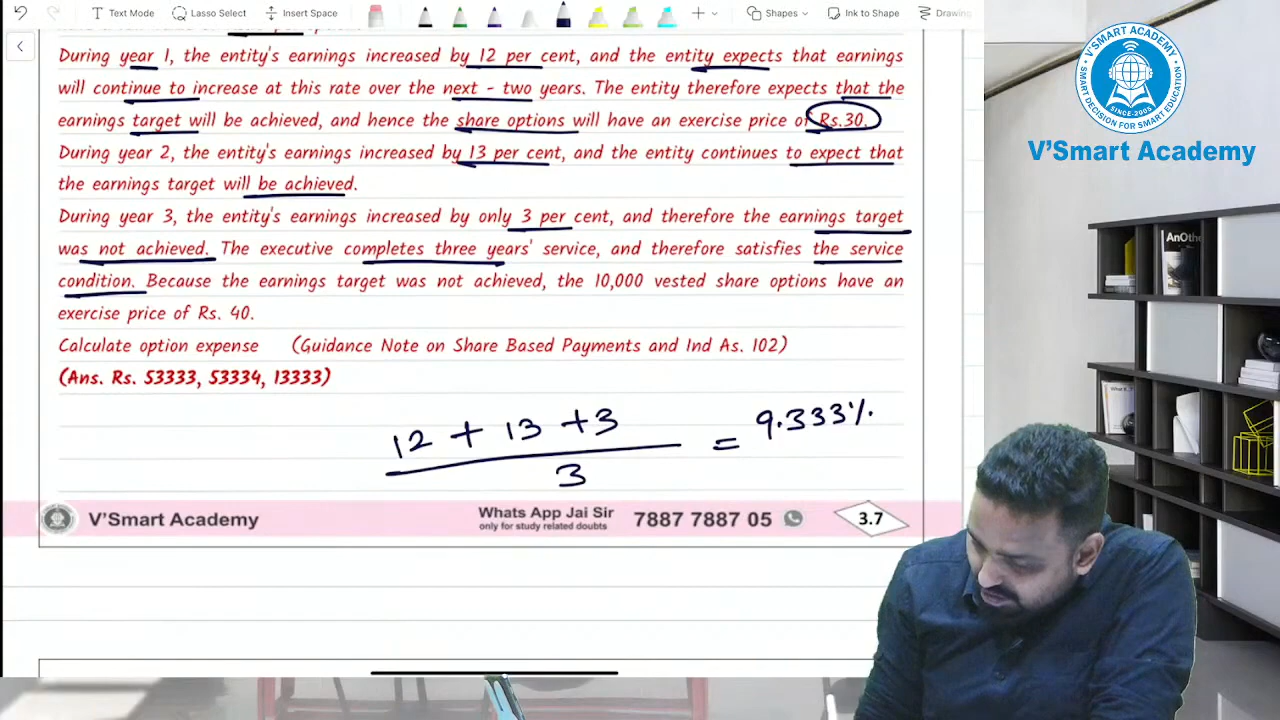 Text Mode Lasso Select Insert Space Shapes Ink to Shape Drawing
During year 1, the entity's earnings increased by 12 per cent, and the entity expects that earnings
will continue to increase at this rate over the next - two years. The entity therefore expects that the
earnings target will be achieved, and hence the share options will have an exercise price of Rs.30.
During year 2, the entity's earnings increased by 13 per cent, and the entity continues to expect that
the earnings target will be achieved.
During year 3, the entity's earnings increased by only 3 per cent, and therefore the earnings target
was not achieved. The executive completes three years' service, and therefore satisfies the service
condition. Because the earnings target was not achieved, the 10,000 vested share options have an
exercise price of Rs. 40.
Calculate option expense (Guidance Note on Share Based Payments and Ind As. 102)
(Ans. Rs. 53333, 53334, 13333)
12 + 13 + 3
3
= 9.333%
V'Smart Academy
Whats App Jai Sir
only for study related doubts
7887 7887 05
3.7
V'SMART ACADEMY
SINCE-2005
SMART DECISION FOR SMART EDUCATION
V'Smart Academy
AnOthe